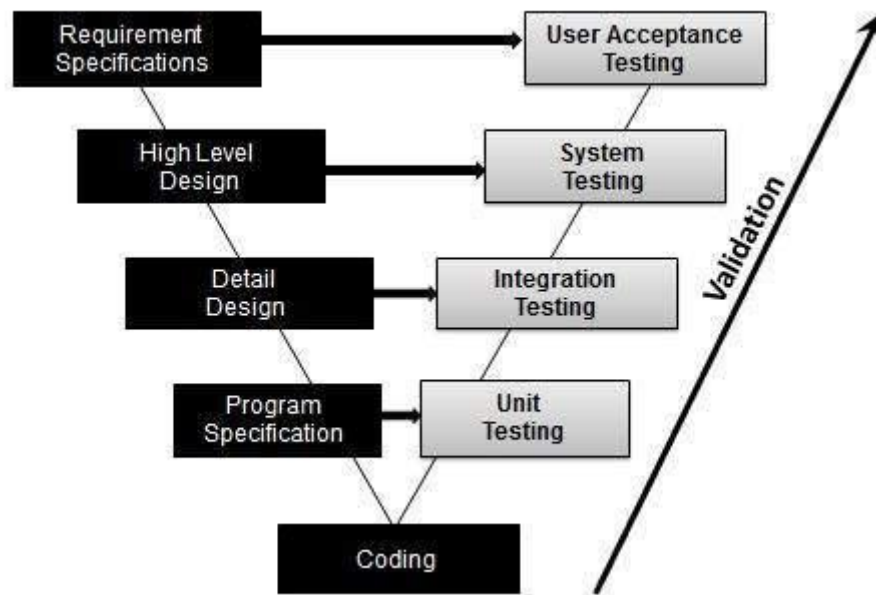 Requirement
Specifications
User Acceptance
Testing
High Level
Design
System
Testing
Detail
Design
Integration
Testing
Program
Specification
Unit
Testing
Coding
Validation